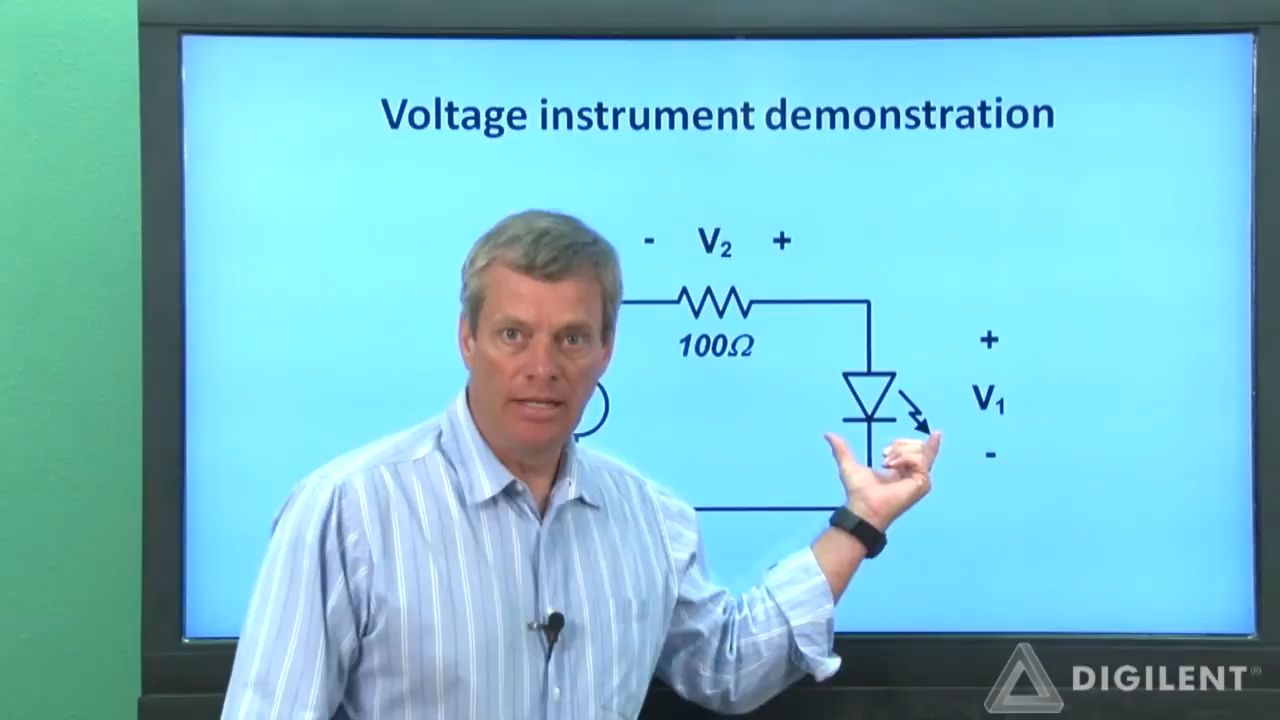 Voltage instrument demonstration
- V₂ +
100Ω
+
V₁
-
DIGILENT®